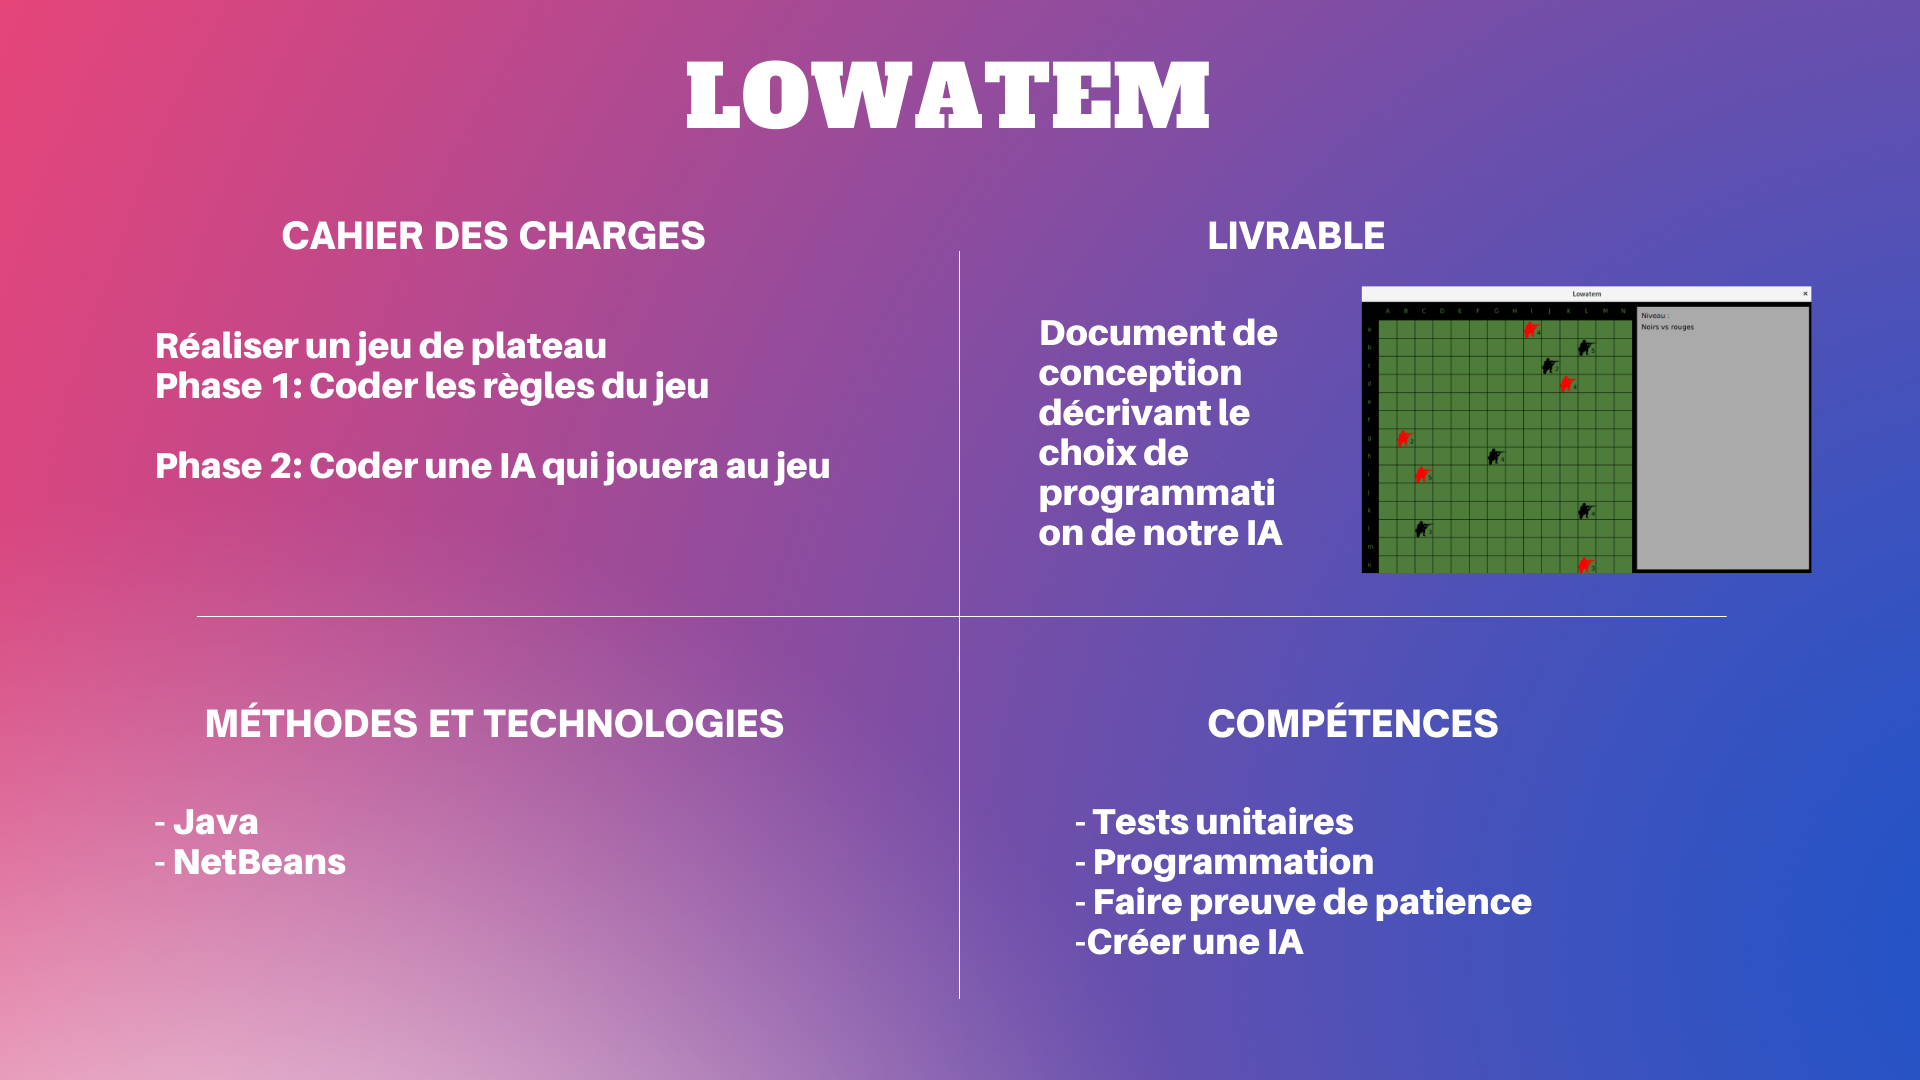 LOWATEM
CAHIER DES CHARGES
Réaliser un jeu de plateau
Phase 1: Coder les règles du jeu
Phase 2: Coder une IA qui jouera au jeu
LIVRABLE
Document de
conception
décrivant le
choix de
programmati
on de notre IA
Lowatem
A B C D E F G H I J K L M N
Niveau :
Noirs vs rouges
MÉTHODES ET TECHNOLOGIES
- Java
- NetBeans
COMPÉTENCES
- Tests unitaires
- Programmation
- Faire preuve de patience
-Créer une IA